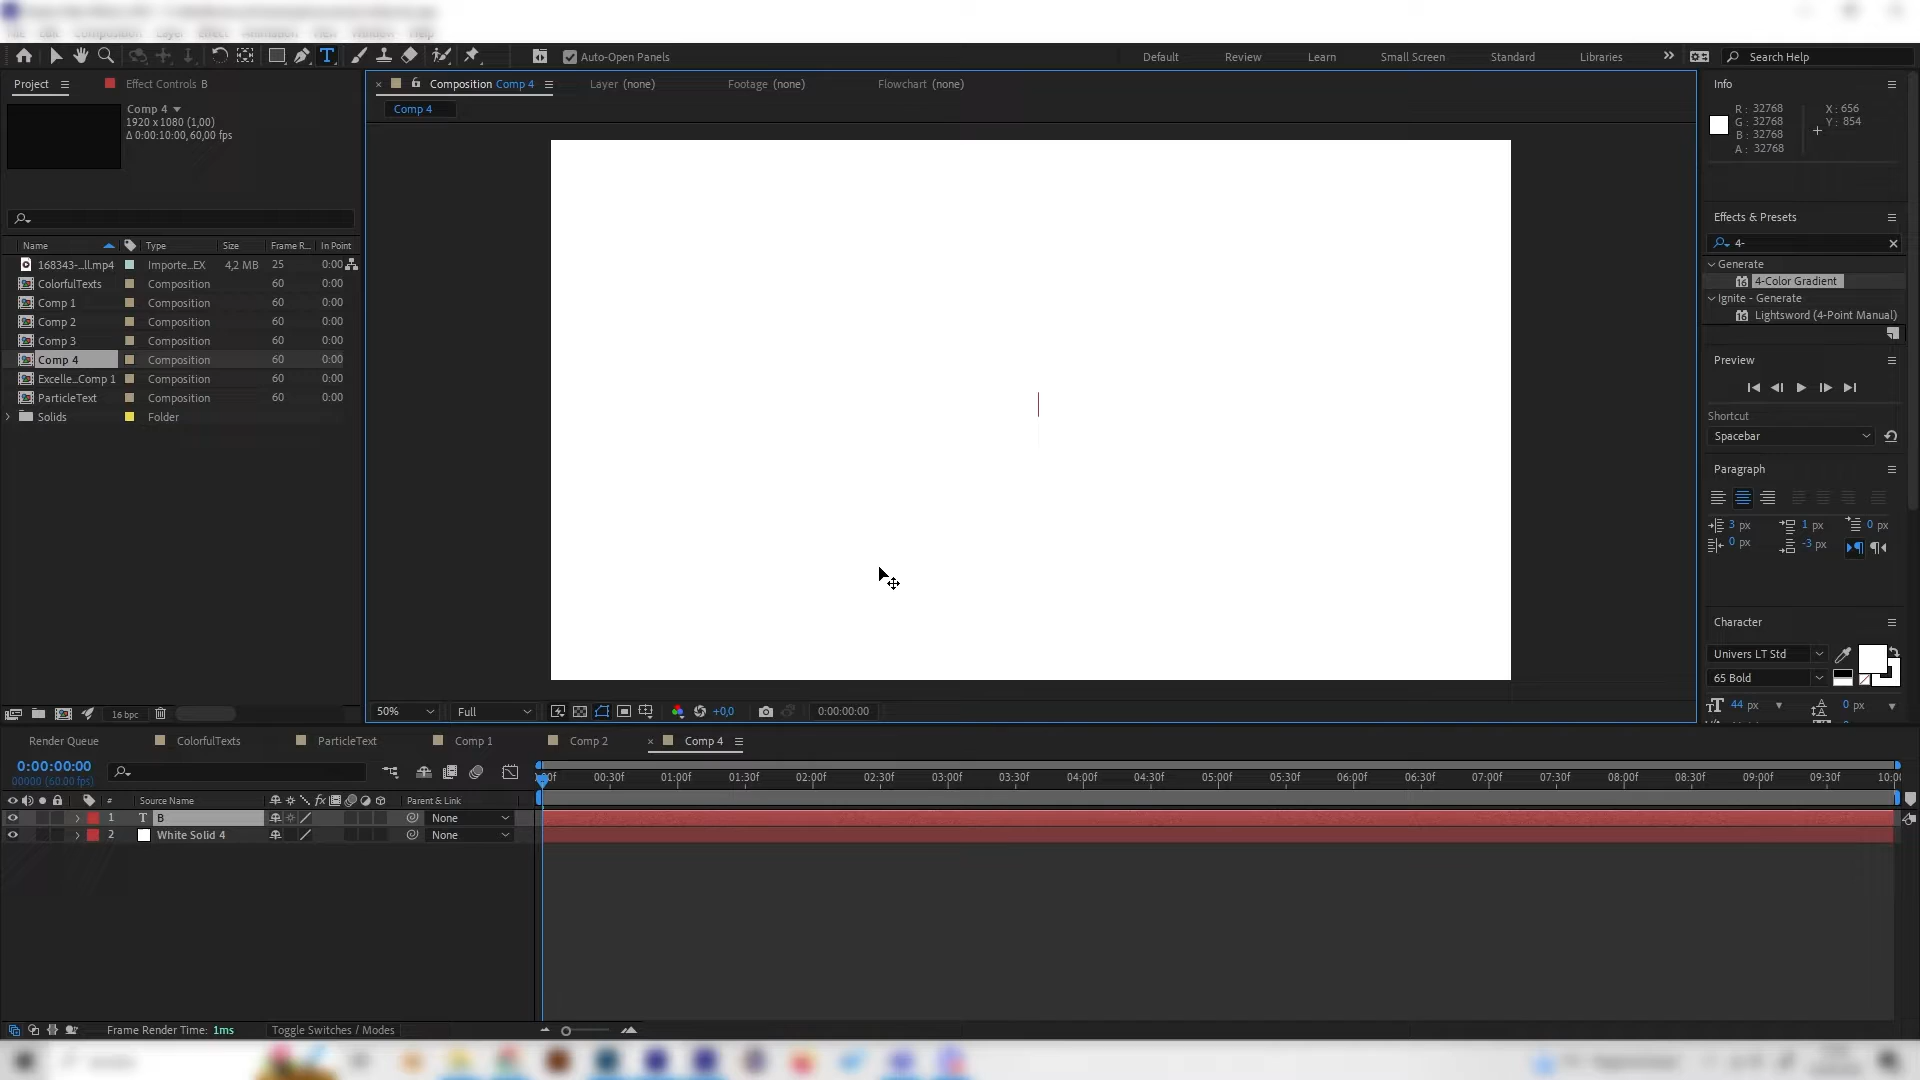 Auto-Open Panels
Default
Review
Learn
Small Screen
Standard
Libraries
Search Help
Project
Effect Controls B
Comp 4
1920 x 1080 (1,00)
Δ 0:00:10:00, 60,00 fps
Name
Type
Size
Frame R...
In Point
168343-...ll.mp4 Importe...EX 4,2 MB 25 0:00
ColorfulTexts Composition 60 0:00
Comp 1 Composition 60 0:00
Comp 2 Composition 60 0:00
Comp 3 Composition 60 0:00
Comp 4 Composition 60 0:00
Excelle...Comp 1 Composition 60 0:00
ParticleText Composition 60 0:00
Solids Folder
16 bpc
Composition Comp 4
Layer (none)
Footage (none)
Flowchart (none)
Comp 4
50%
Full
+0,0
0:00:00:00
Info
R: 32768
G: 32768
B: 32768
A: 32768
X: 656
Y: 854
Effects & Presets
4-
Generate
4-Color Gradient
Ignite - Generate
Lightsword (4-Point Manual)
Preview
Shortcut
Spacebar
Paragraph
3 px
1 px
0 px
0 px
-3 px
Character
Univers LT Std
65 Bold
44 px
0 px
Render Queue
ColorfulTexts
ParticleText
Comp 1
Comp 2
Comp 4
0:00:00:00
00000 (60.00 fps)
# Source Name
Parent & Link
1 T B None
2 White Solid 4 None
:00f 00:30f 01:00f 01:30f 02:00f 02:30f 03:00f 03:30f 04:00f 04:30f 05:00f 05:30f 06:00f 06:30f 07:00f 07:30f 08:00f 08:30f 09:00f 09:30f 10:0
Frame Render Time: 1ms
Toggle Switches / Modes